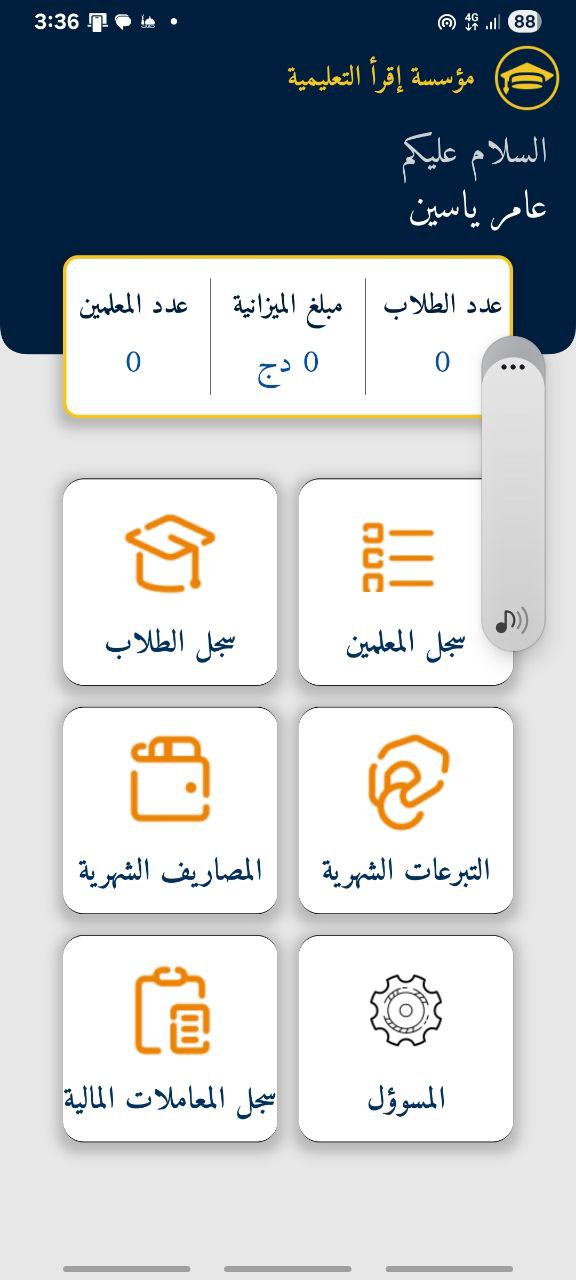 3:36
4G
88
مؤسسة إقرأ التعليمية
السلام عليكم
عامر ياسين
عدد الطلاب
0
مبلغ الميزانية
0 دج
عدد المعلمين
0
سجل المعلمين
سجل الطلاب
التبرعات الشهرية
المصاريف الشهرية
المسوؤل
سجل المعاملات المالية